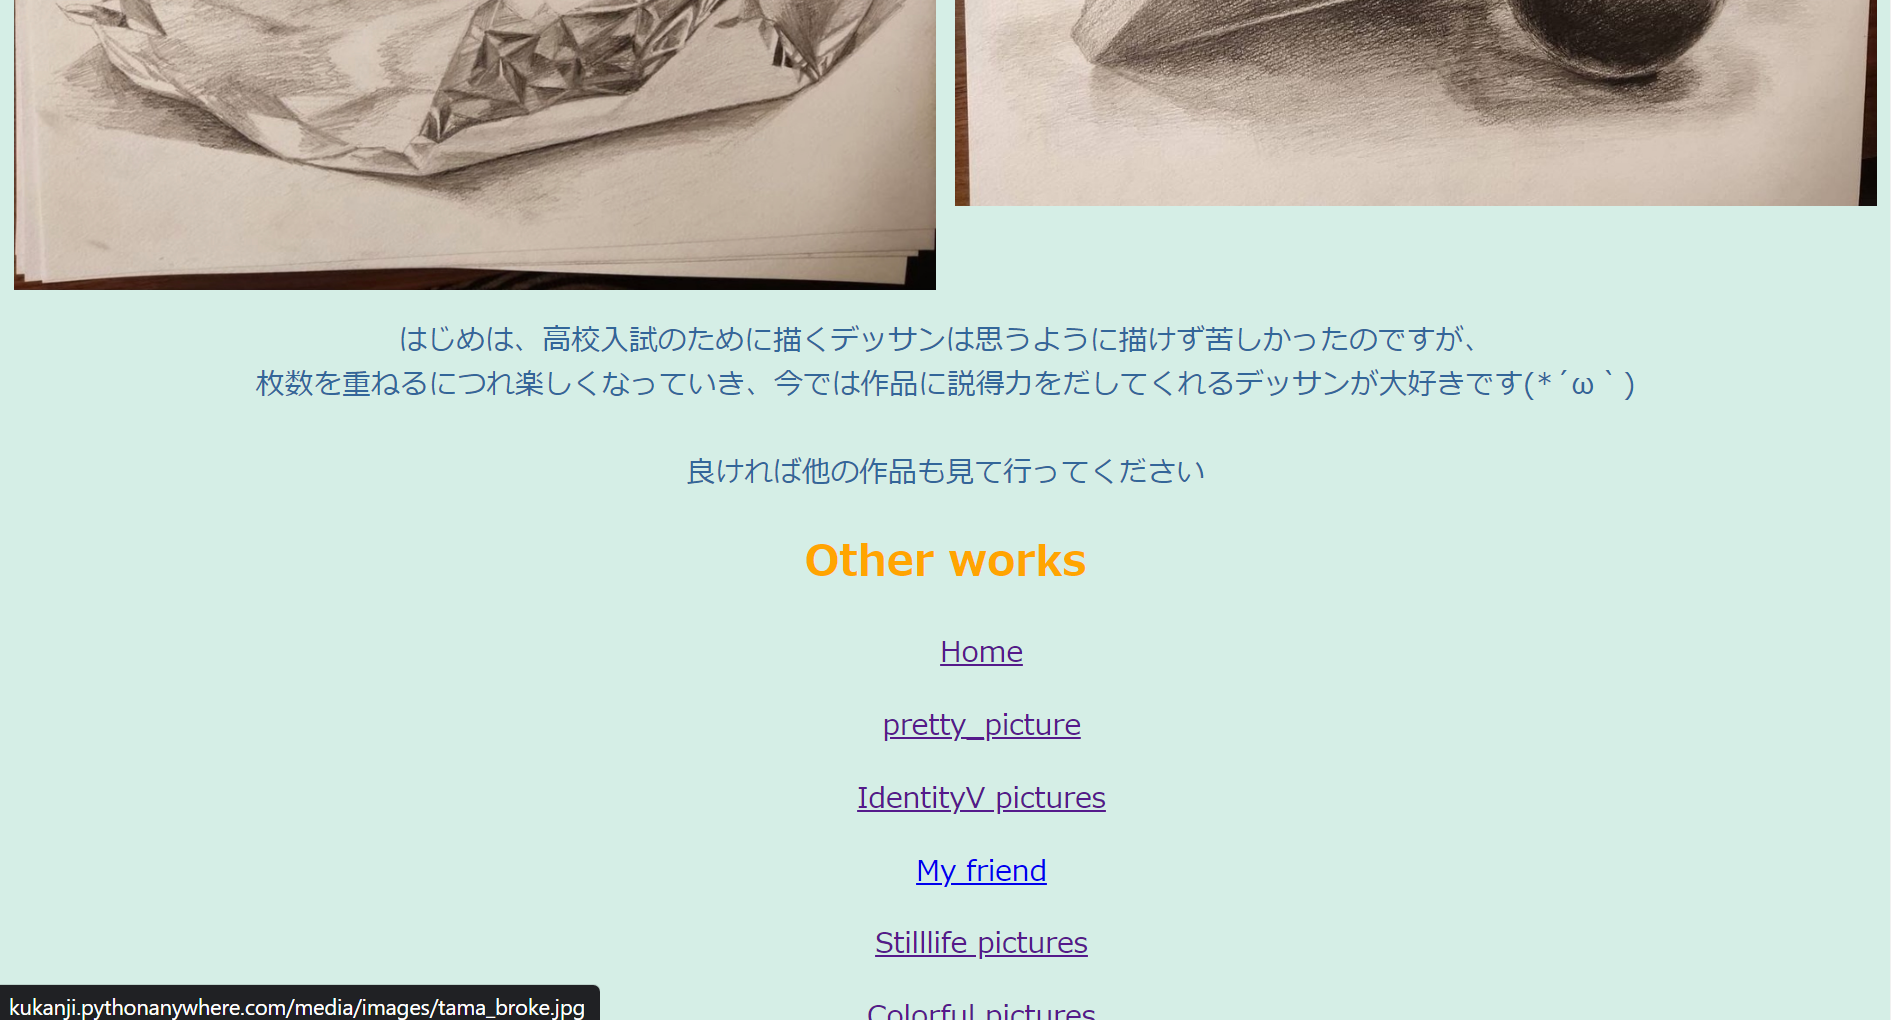 はじめは、高校入試のために描くデッサンは思うように描けず苦しかったのですが、
枚数を重ねるにつれ楽しくなっていき、今では作品に説得力をだしてくれるデッサンが大好きです(*´ω｀)
良ければ他の作品も見て行ってください
Other works
Home
pretty_picture
IdentityV pictures
My friend
Stilllife pictures
Colorful pictures
kukanji.pythonanywhere.com/media/images/tama_broke.jpg